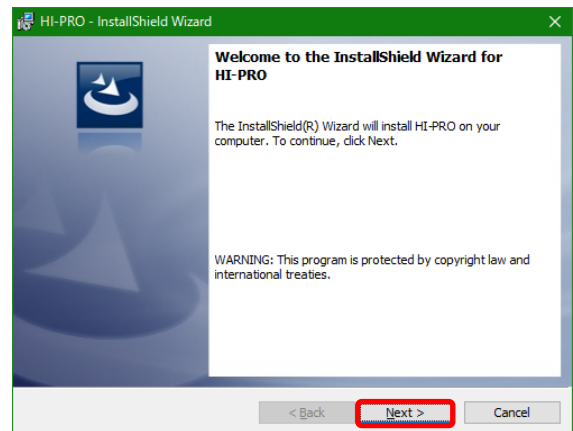 HI-PRO - InstallShield Wizard
Welcome to the InstallShield Wizard for
HI-PRO
The InstallShield(R) Wizard will install HI-PRO on your
computer. To continue, click Next.
WARNING: This program is protected by copyright law and
international treaties.
< Back Next > Cancel